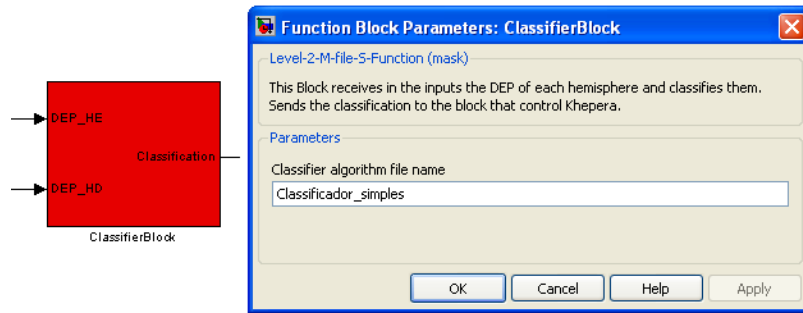 DEP_HE
DEP_HD
Classification
ClassifierBlock
Function Block Parameters: ClassifierBlock
Level-2-M-file-S-Function (mask)
This Block receives in the inputs the DEP of each hemisphere and classifies them.
Sends the classification to the block that control Khepera.
Parameters
Classifier algorithm file name
Classificador_simples
OK Cancel Help Apply